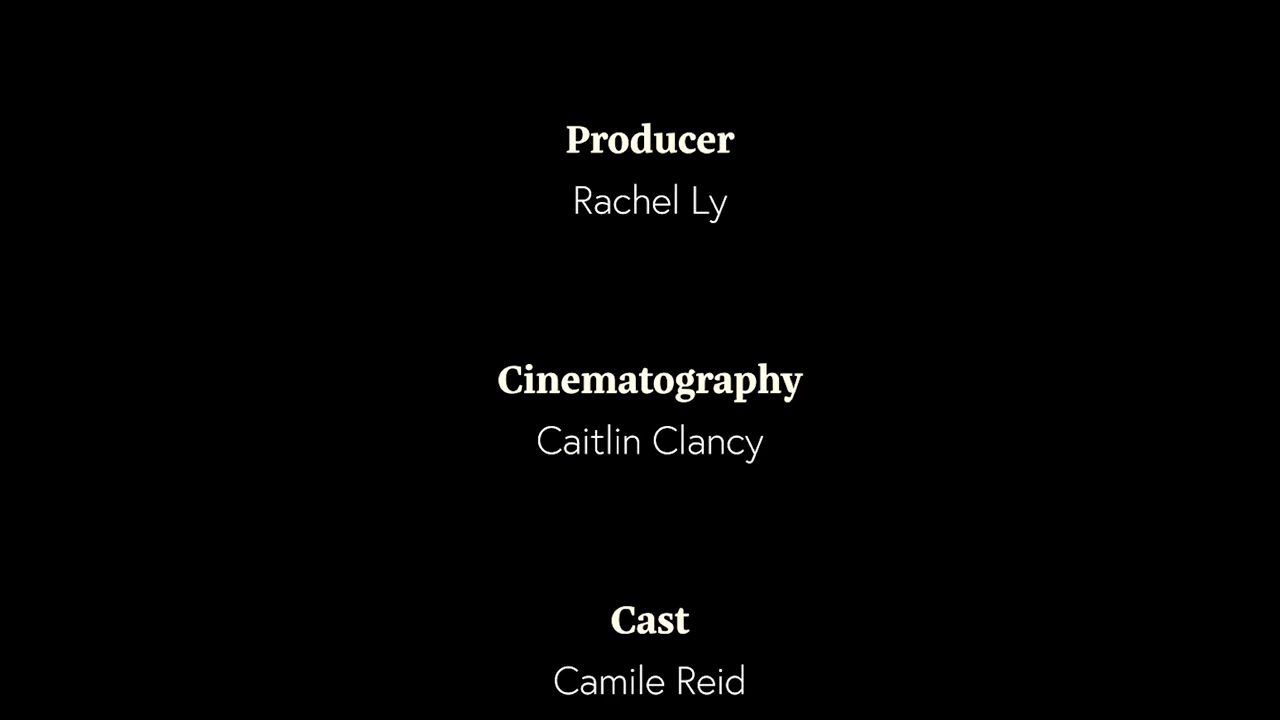 Producer
Rachel Ly
Cinematography
Caitlin Clancy
Cast
Camile Reid